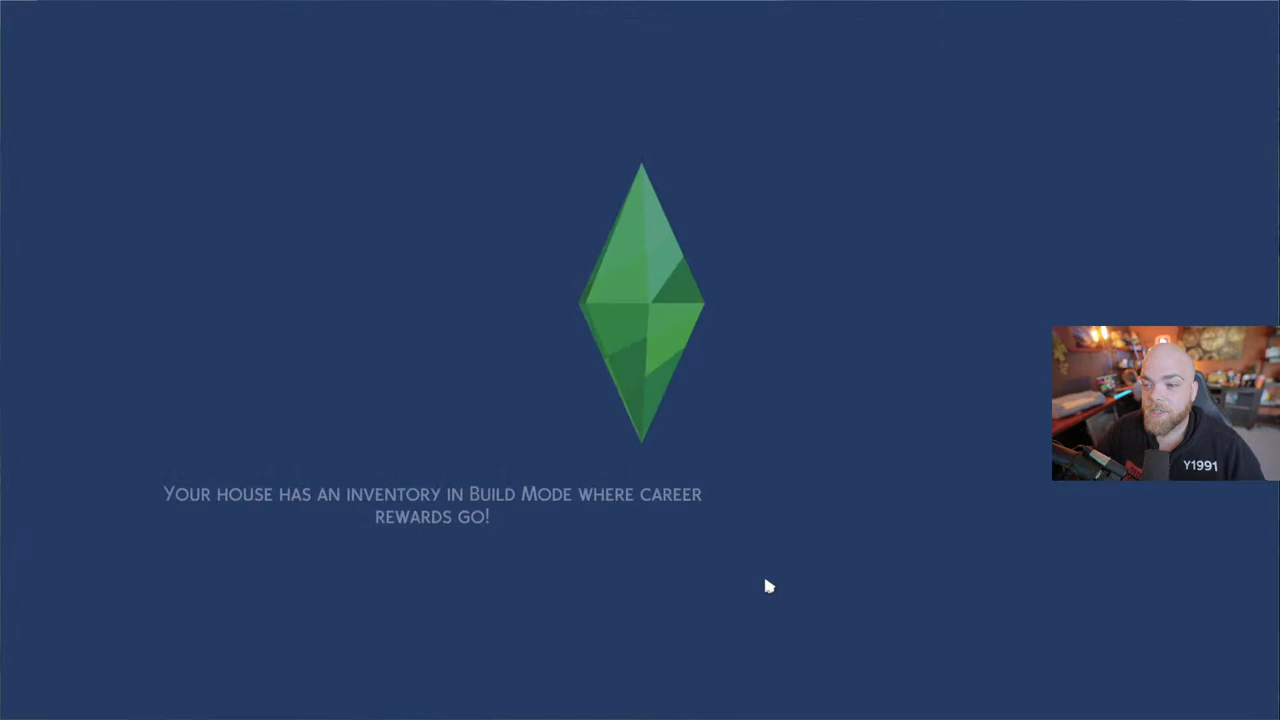 Your house has an inventory in Build Mode where career
rewards go!
Y1991